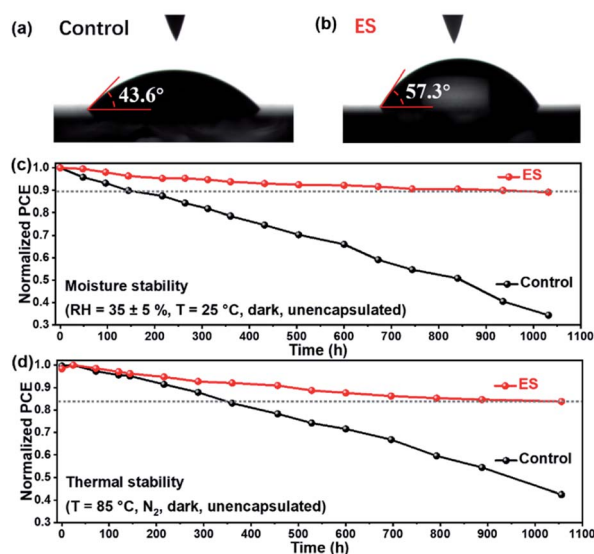 (a) Control
(b) ES
43.6°
57.3°
(c)
Normalized PCE
1.0
0.9
0.8
0.7
0.6
0.5
0.4
0.3
ES
Control
Moisture stability
(RH = 35 ± 5 %, T = 25 °C, dark, unencapsulated)
0 100 200 300 400 500 600 700 800 900 1000 1100
Time (h)
(d)
Normalized PCE
1.0
0.9
0.8
0.7
0.6
0.5
0.4
0.3
ES
Control
Thermal stability
(T = 85 °C, N₂, dark, unencapsulated)
0 100 200 300 400 500 600 700 800 900 1000 1100
Time (h)